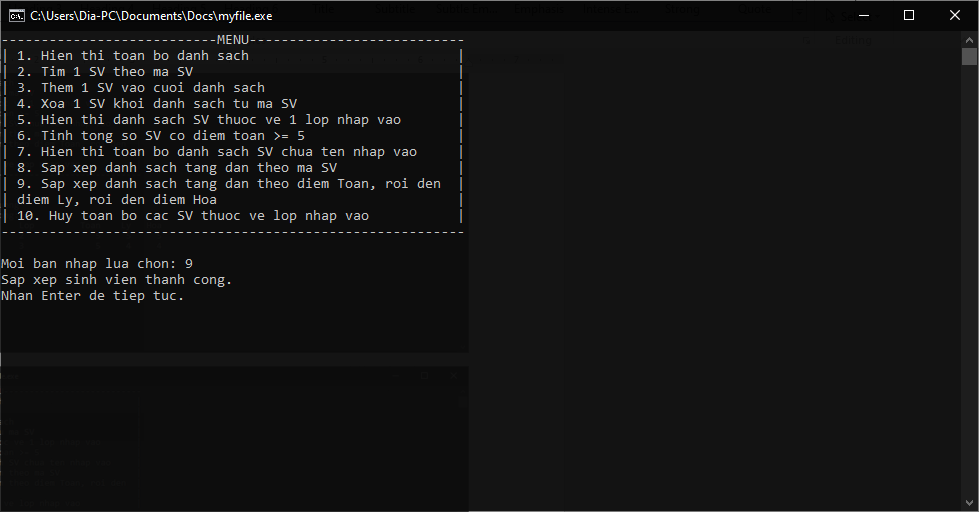 C:\Users\Dia-PC\Documents\Docs\myfile.exe
---------------------------MENU---------------------------
| 1. Hien thi toan bo danh sach |
| 2. Tim 1 SV theo ma SV |
| 3. Them 1 SV vao cuoi danh sach |
| 4. Xoa 1 SV khoi danh sach tu ma SV |
| 5. Hien thi danh sach SV thuoc ve 1 lop nhap vao |
| 6. Tinh tong so SV co diem toan >= 5 |
| 7. Hien thi toan bo danh sach SV chua ten nhap vao |
| 8. Sap xep danh sach tang dan theo ma SV |
| 9. Sap xep danh sach tang dan theo diem Toan, roi den |
| diem Ly, roi den diem Hoa |
| 10. Huy toan bo cac SV thuoc ve lop nhap vao |
----------------------------------------------------------
Moi ban nhap lua chon: 9
Sap xep sinh vien thanh cong.
Nhan Enter de tiep tuc.